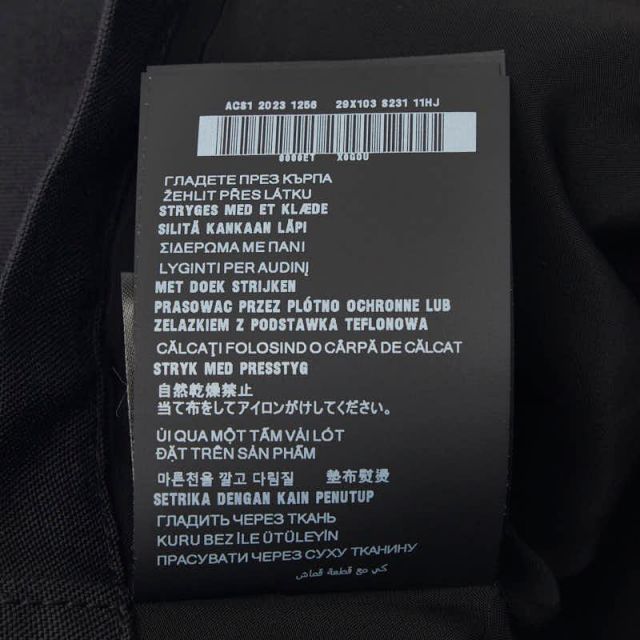 ACS1 2023 1256 29X103 S231 11HJ
ГЛАДЕТЕ ПРЕЗ КЪРПА
ŽEHLIT PŘES LÁTKU
STRYGES MED ET KLÆDE
SILITÄ KANKAAN LÄPI
ΣΙΔΕΡΩΜΑ ΜΕ ΠΑΝΙ
LYGINTI PER AUDINĮ
MET DOEK STRIJKEN
PRASOWAC PRZEZ PLÓTNO OCHRONNE LUB
ZELAZKIEM Z PODSTAWKA TEFLONOWA
CĂLCAŢI FOLOSIND O CÂRPĂ DE CĂLCAT
STRYK MED PRESSTYG
自然乾燥禁止
当て布をしてアイロンがけしてください。
ỦI QUA MỘT TẤM VẢI LÓT
ĐẶT TRÊN SẢN PHẨM
마른천을 깔고 다림질 垫布熨烫
SETRIKA DENGAN KAIN PENUTUP
ГЛАДИТЬ ЧЕРЕЗ ТКАНЬ
KURU BEZ İLE ÜTÜLEYİN
ПРАСУВАТИ ЧЕРЕЗ СУХУ ТКАНИНУ
كي مع قطعة قماش